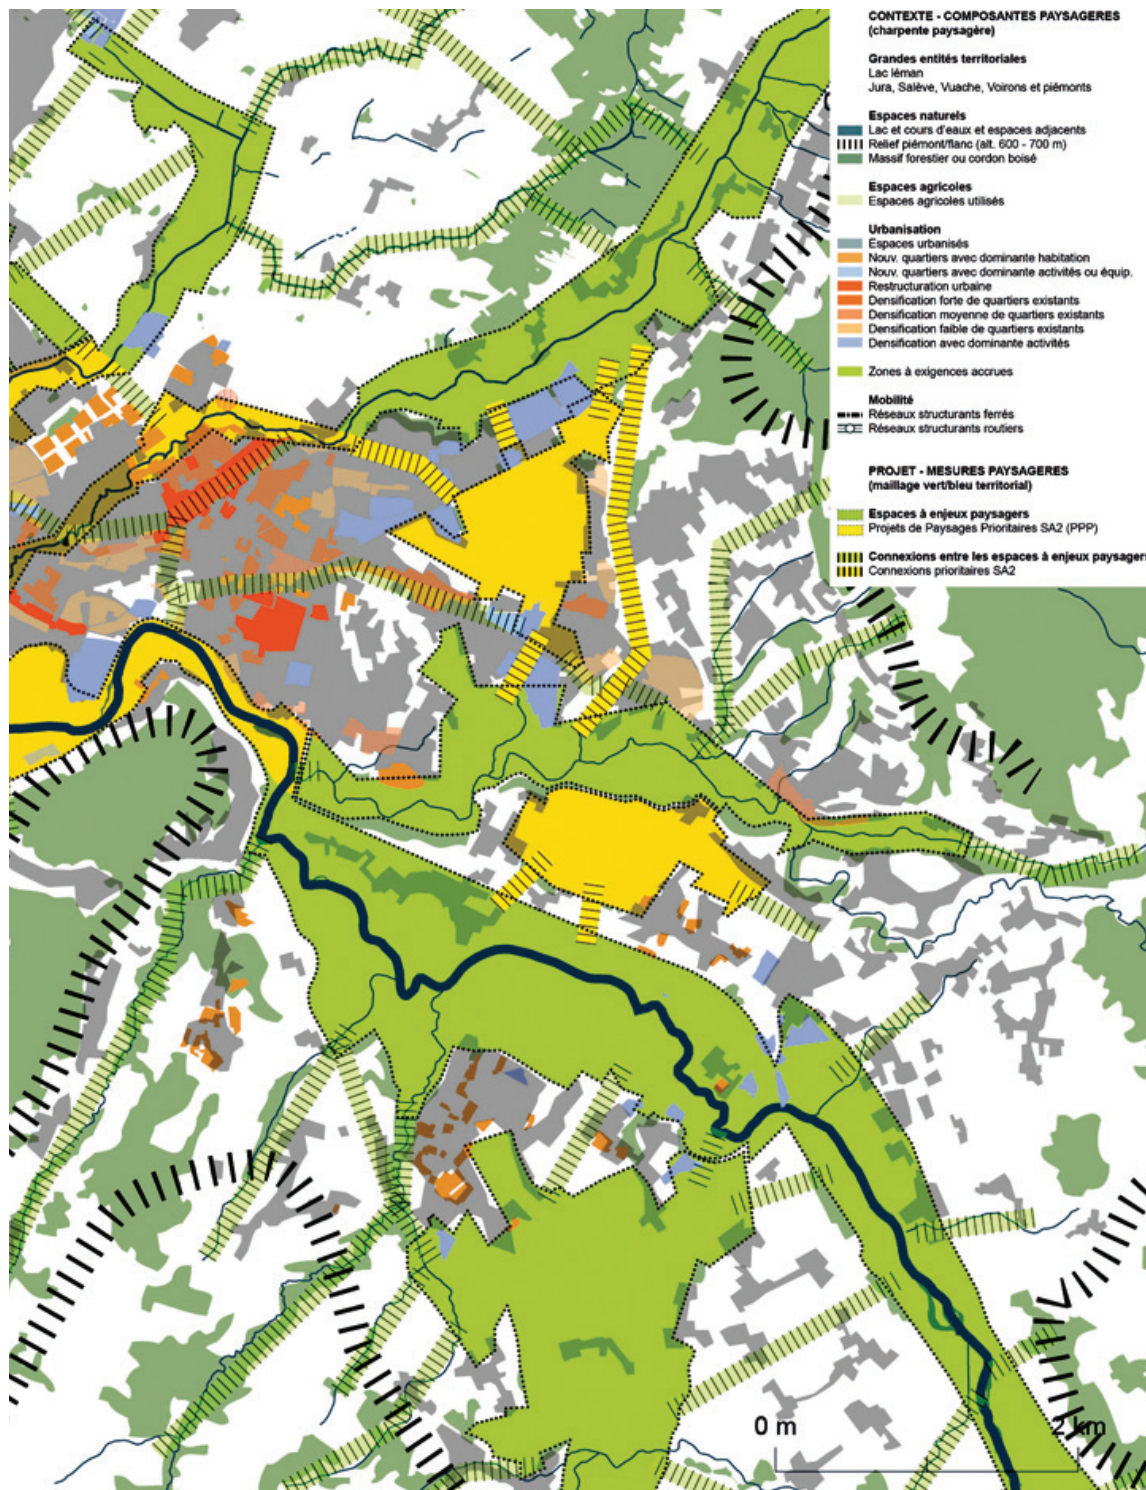 CONTEXTE - COMPOSANTES PAYSAGERES
(charpente paysagère)
Grandes entités territoriales
Lac léman
Jura, Salève, Vuache, Voirons et piémonts
Espaces naturels
Lac et cours d'eaux et espaces adjacents
Relief piémont/flanc (alt. 600 - 700 m)
Massif forestier ou cordon boisé
Espaces agricoles
Espaces agricoles utilisés
Urbanisation
Espaces urbanisés
Nouv. quartiers avec dominante habitation
Nouv. quartiers avec dominante activités ou équip.
Restructuration urbaine
Densification forte de quartiers existants
Densification moyenne de quartiers existants
Densification faible de quartiers existants
Densification avec dominante activités
Zones à exigences accrues
Mobilité
Réseaux structurants ferrés
Réseaux structurants routiers
PROJET - MESURES PAYSAGERES
(maillage vert/bleu territorial)
Espaces à enjeux paysagers
Projets de Paysages Prioritaires SA2 (PPP)
Connexions entre les espaces à enjeux paysagers
Connexions prioritaires SA2
0 m
2 km